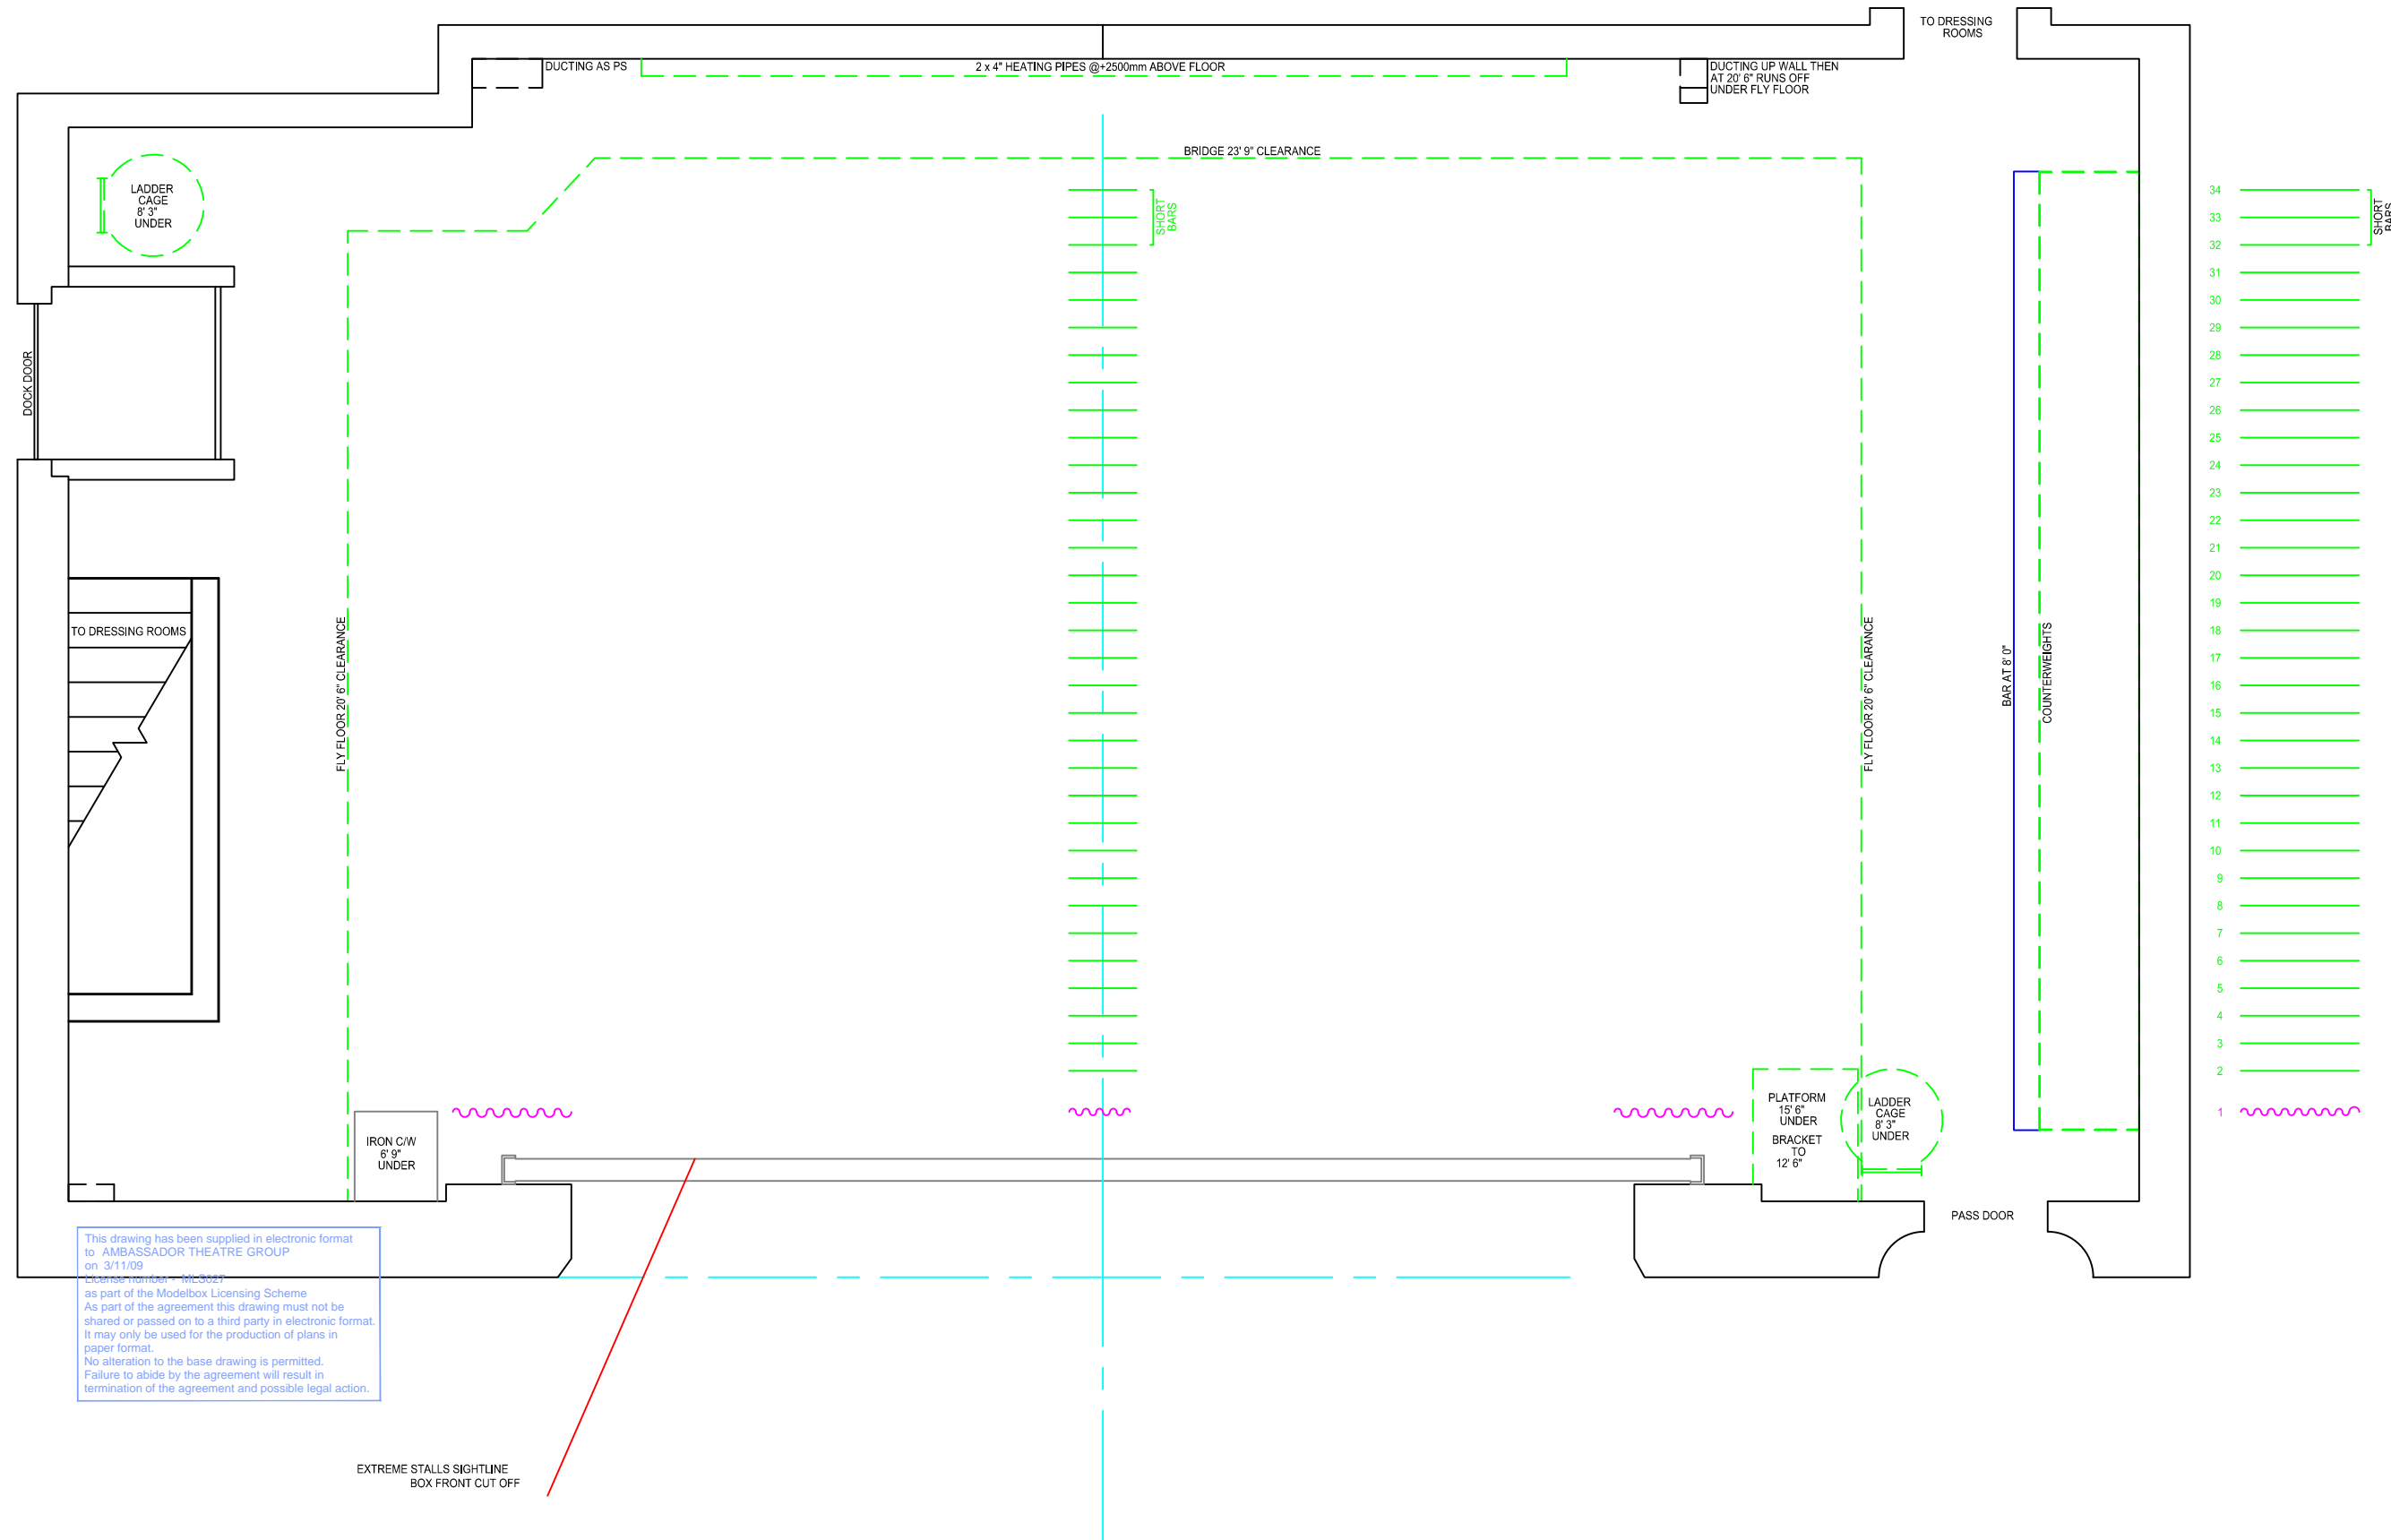 TO DRESSING
ROOMS
DUCTING AS PS
2 x 4" HEATING PIPES @+2500mm ABOVE FLOOR
DUCTING UP WALL THEN
AT 20' 6" RUNS OFF
UNDER FLY FLOOR
BRIDGE 23' 9" CLEARANCE
LADDER
CAGE
8' 3"
UNDER
SHORT
BARS
34
33
32
SHORT
BARS
31
30
29
28
27
26
25
24
23
22
21
20
19
18
17
16
15
14
13
12
11
10
9
8
7
6
5
4
3
2
1
DOCK DOOR
TO DRESSING ROOMS
FLY FLOOR 20' 6" CLEARANCE
FLY FLOOR 20' 6" CLEARANCE
BAR AT 8' 0"
COUNTERWEIGHTS
IRON C/W
6' 9"
UNDER
PLATFORM
15' 6"
UNDER
BRACKET
TO
12' 6"
LADDER
CAGE
8' 3"
UNDER
PASS DOOR
This drawing has been supplied in electronic format
to AMBASSADOR THEATRE GROUP
on 3/11/09
License number - MLS027
as part of the Modelbox Licensing Scheme
As part of the agreement this drawing must not be
shared or passed on to a third party in electronic format.
It may only be used for the production of plans in
paper format.
No alteration to the base drawing is permitted.
Failure to abide by the agreement will result in
termination of the agreement and possible legal action.
EXTREME STALLS SIGHTLINE
BOX FRONT CUT OFF